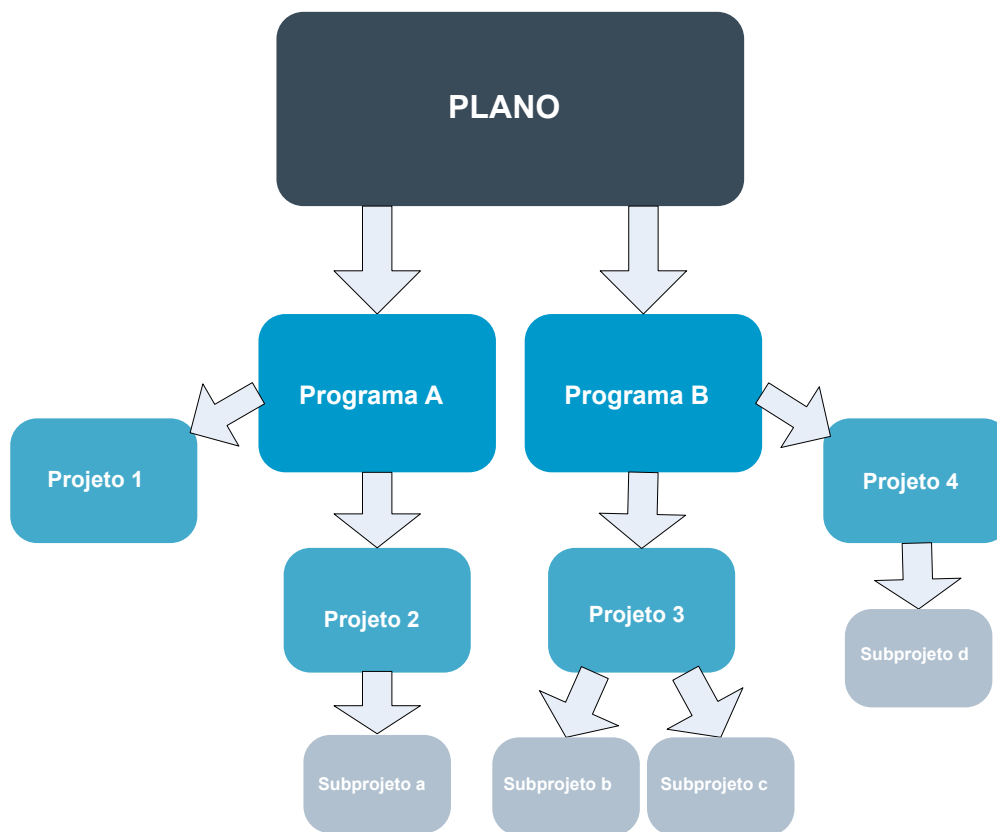 PLANO
Programa A
Programa B
Projeto 1
Projeto 4
Projeto 2
Projeto 3
Subprojeto d
Subprojeto a
Subprojeto b
Subprojeto c